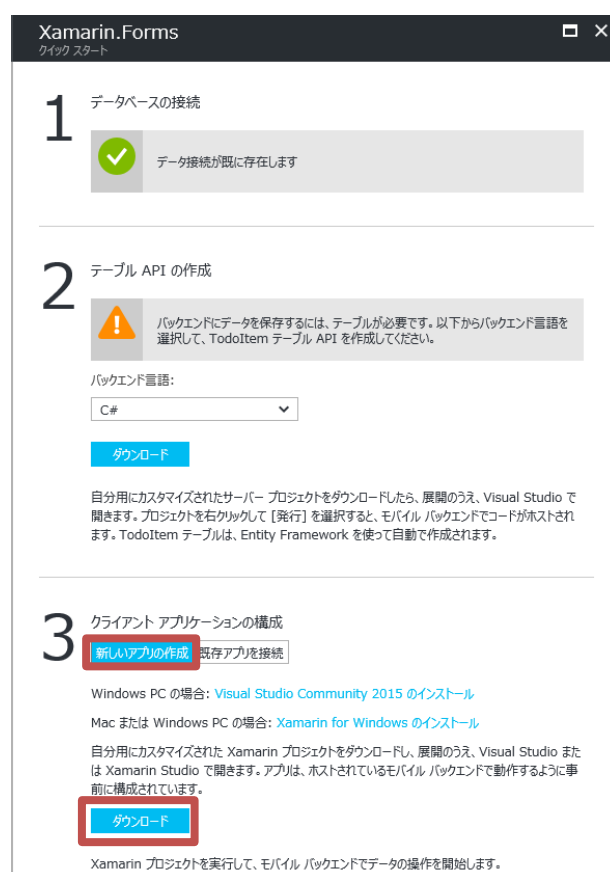 Xamarin.Forms
クイック スタート
1
データベースの接続
データ接続が既に存在します
2
テーブル API の作成
バックエンドにデータを保存するには、テーブルが必要です。以下からバックエンド言語を
選択して、TodoItem テーブル API を作成してください。
バックエンド言語:
C#
ダウンロード
自分用にカスタマイズされたサーバー プロジェクトをダウンロードしたら、展開のうえ、Visual Studio で
開きます。プロジェクトを右クリックして [発行] を選択すると、モバイル バックエンドでコードがホストされ
ます。TodoItem テーブルは、Entity Framework を使って自動で作成されます。
3
クライアント アプリケーションの構成
新しいアプリの作成 既存アプリを接続
Windows PC の場合: Visual Studio Community 2015 のインストール
Mac または Windows PC の場合: Xamarin for Windows のインストール
自分用にカスタマイズされた Xamarin プロジェクトをダウンロードし、展開のうえ、Visual Studio また
は Xamarin Studio で開きます。アプリは、ホストされているモバイル バックエンドで動作するように事
前に構成されています。
ダウンロード
Xamarin プロジェクトを実行して、モバイル バックエンドでデータの操作を開始します。